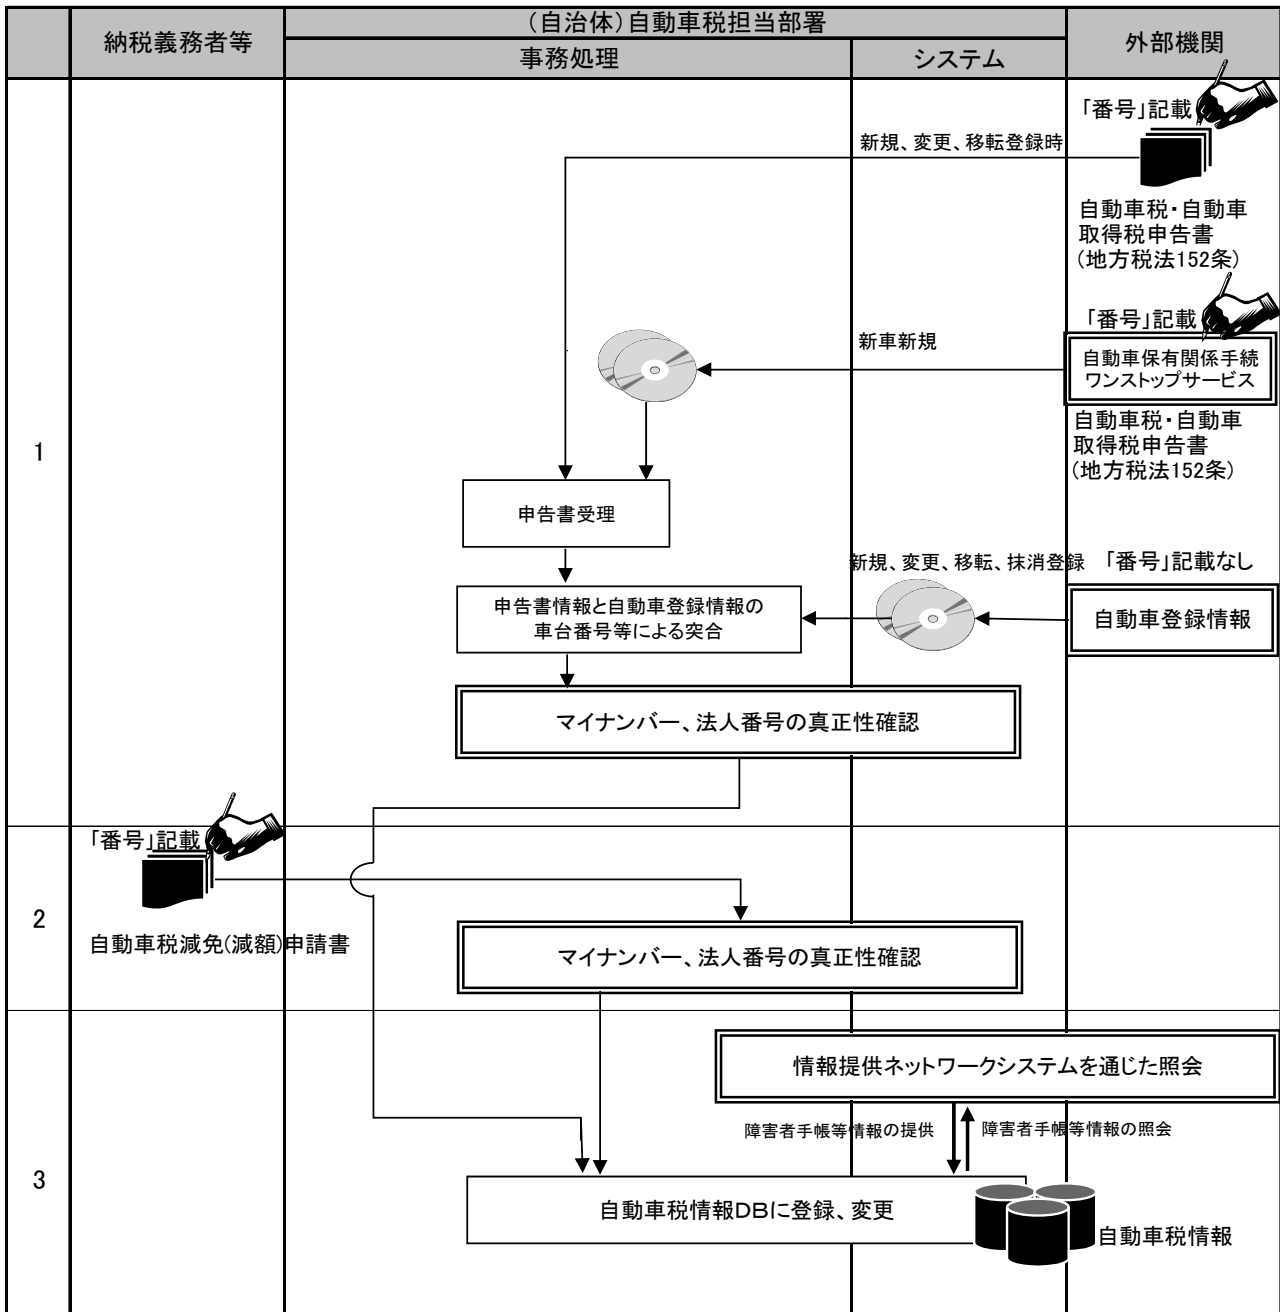 納税義務者等
(自治体)自動車税担当部署
事務処理
システム
外部機関
1
「番号」記載
新規、変更、移転登録時
自動車税・自動車
取得税申告書
(地方税法152条)
「番号」記載
新車新規
自動車保有関係手続
ワンストップサービス
自動車税・自動車
取得税申告書
(地方税法152条)
申告書受理
新規、変更、移転、抹消登録
「番号」記載なし
申告書情報と自動車登録情報の
車台番号等による突合
自動車登録情報
マイナンバー、法人番号の真正性確認
2
「番号」記載
自動車税減免(減額)申請書
マイナンバー、法人番号の真正性確認
3
情報提供ネットワークシステムを通じた照会
障害者手帳等情報の提供
障害者手帳等情報の照会
自動車税情報DBに登録、変更
自動車税情報